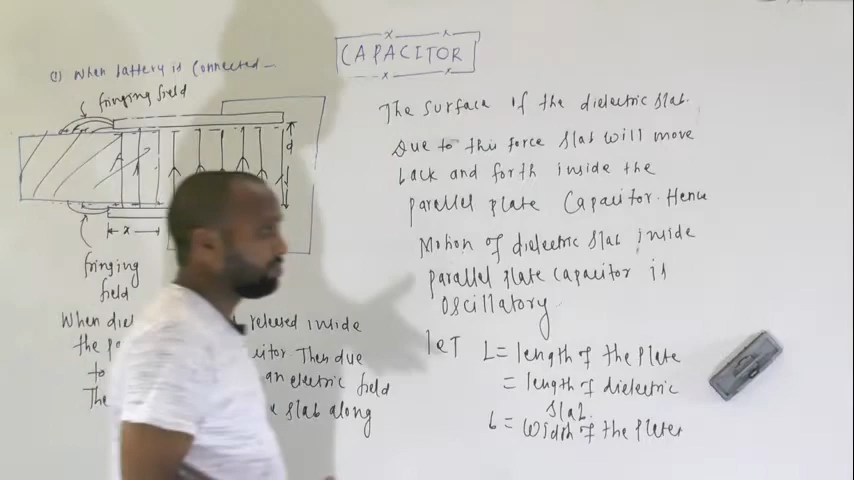 CAPACITOR
c) When battery is connected -
fringing field
d
x
fringing
field
When released inside
the Then due
to an electric field
The slab along
The surface of the dielectric slab.
Due to this force slab will move
back and forth inside the
parallel plate Capacitor. Hence
Motion of dielectric slab inside
parallel plate capacitor is
oscillatory.
let L = length of the plate
= length of dielectric
slab.
b = width of the plates